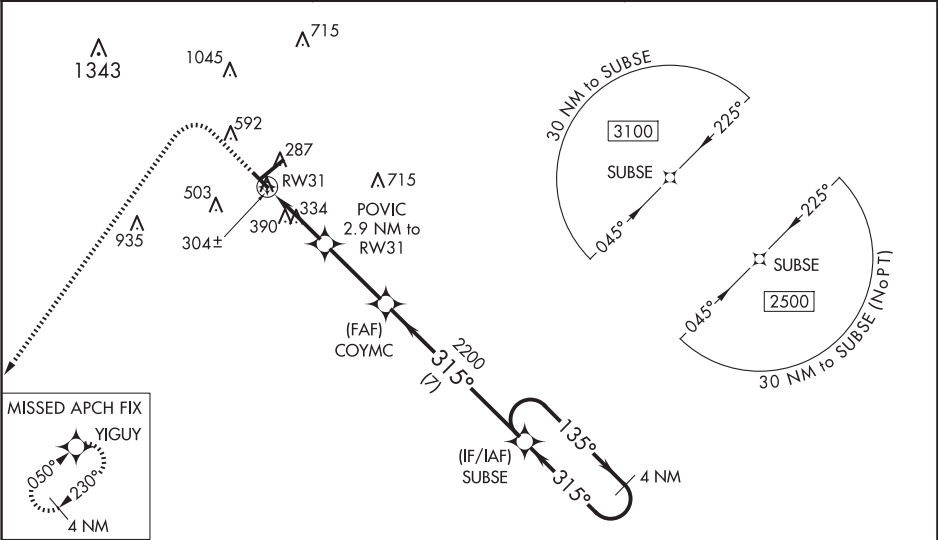 1343
1045
715
592
287
RW31
503
935
304±
390
334
715
POVIC
2.9 NM to
RW31
(FAF)
COYMC
2200
315°
(7)
(IF/IAF)
SUBSE
135°
315°
4 NM
30 NM to SUBSE
3100
SUBSE
225°
045°
225°
SUBSE
2500
045°
30 NM to SUBSE (NoPT)
MISSED APCH FIX
YIGUY
050°
230°
4 NM